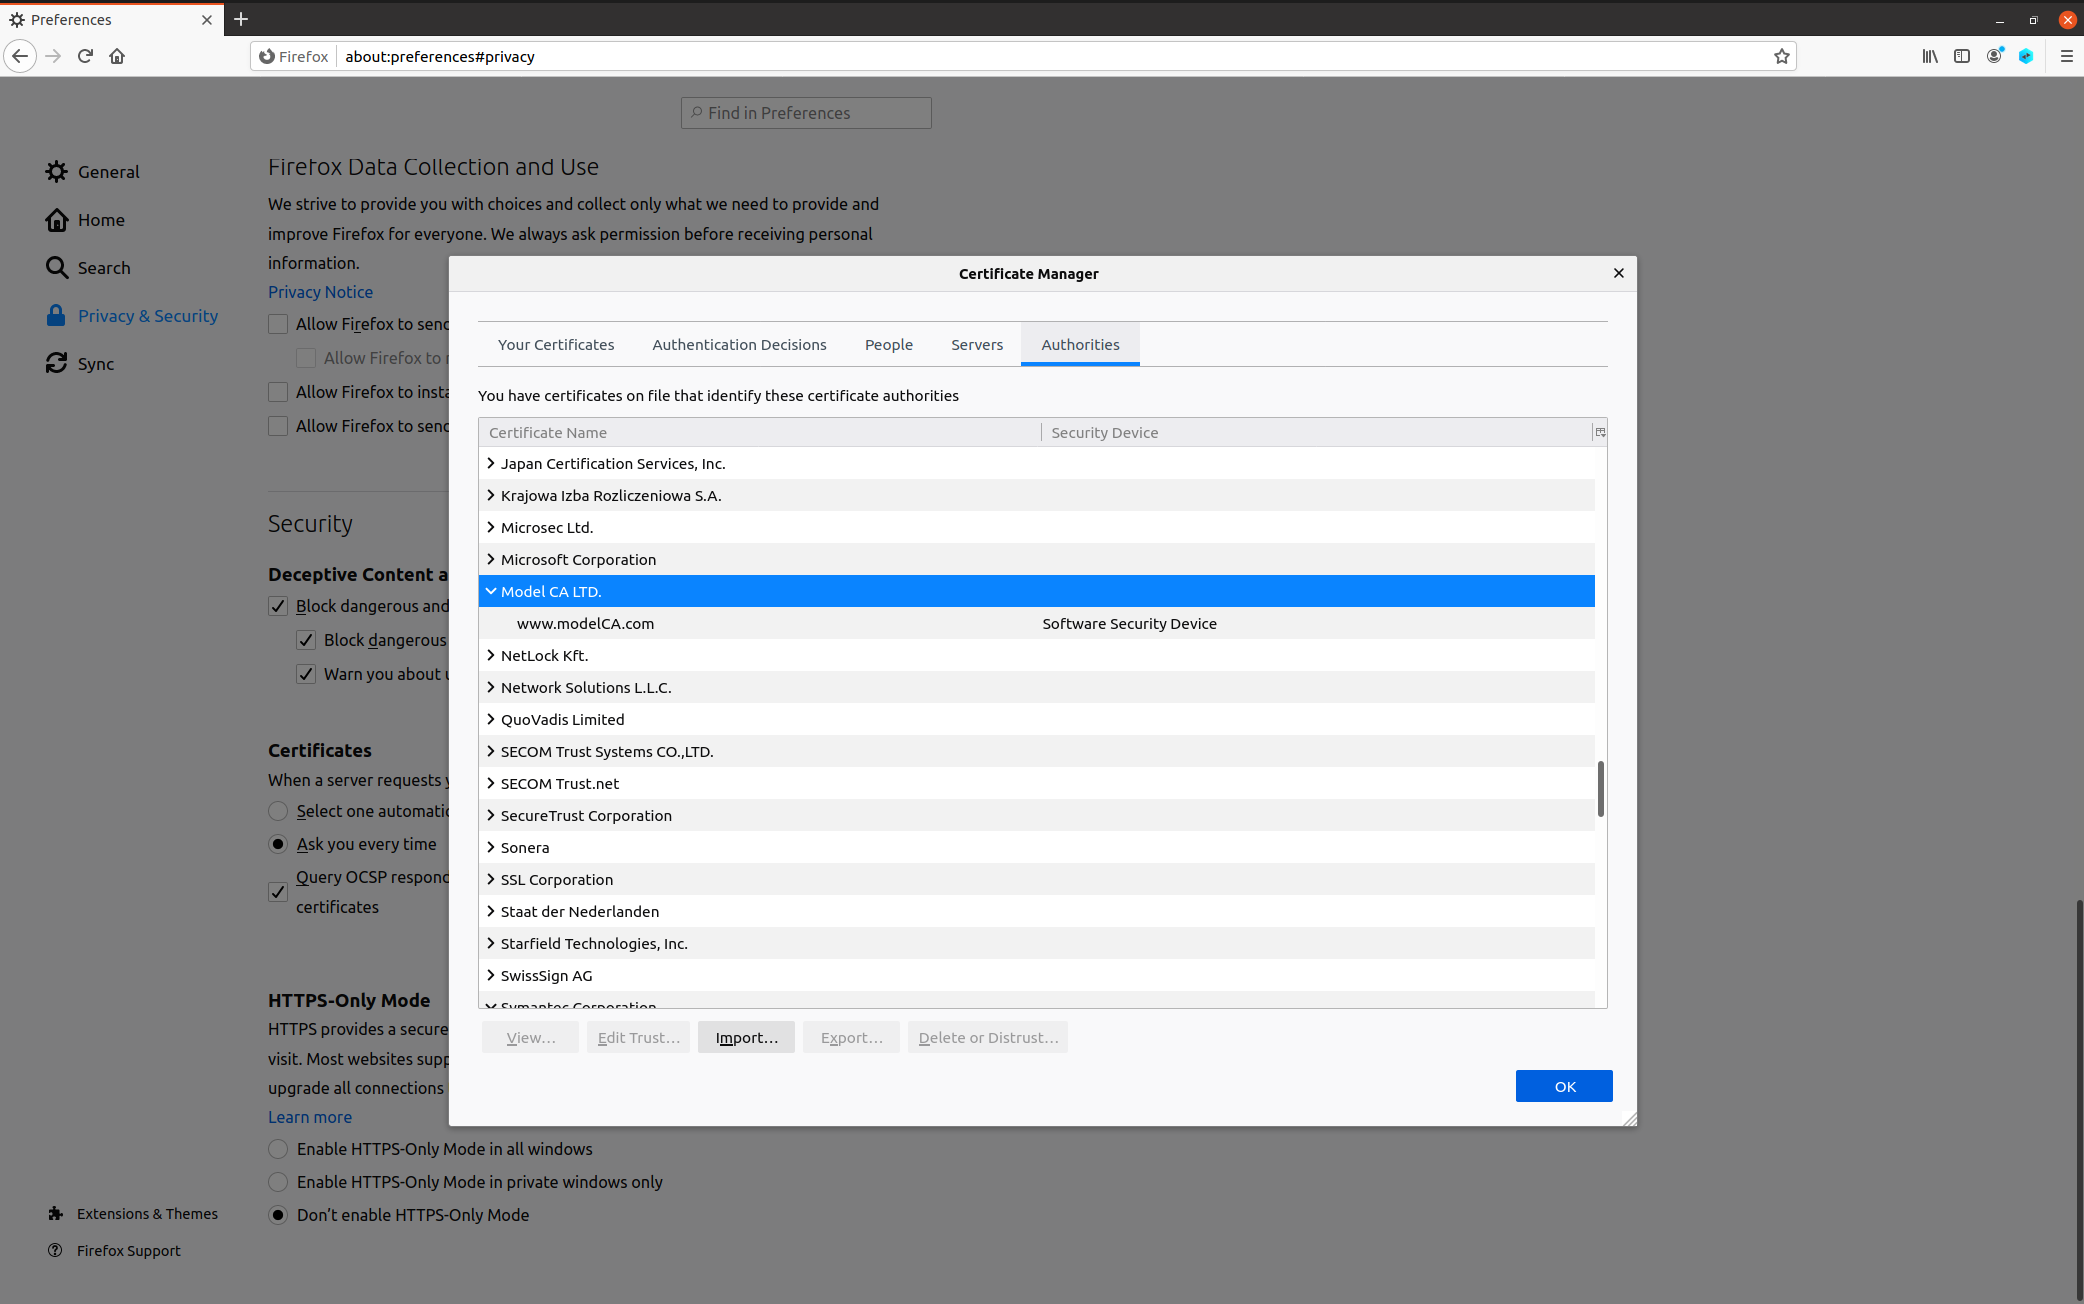 Preferences
Firefox
about:preferences#privacy
Find in Preferences
General
Home
Search
Privacy & Security
Sync
Extensions & Themes
Firefox Support
Firefox Data Collection and Use
We strive to provide you with choices and collect only what we need to provide and
improve Firefox for everyone. We always ask permission before receiving personal
information.
Privacy Notice
Allow Firefox to send
Allow Firefox to
Allow Firefox to insta
Allow Firefox to send
Security
Deceptive Content a
Block dangerous and
Block dangerous
Warn you about
Certificates
When a server requests
Select one automatic
Ask you every time
Query OCSP respond
certificates
HTTPS-Only Mode
HTTPS provides a secure
visit. Most websites supp
upgrade all connections
Learn more
Enable HTTPS-Only Mode in all windows
Enable HTTPS-Only Mode in private windows only
Don't enable HTTPS-Only Mode
Certificate Manager
Your Certificates Authentication Decisions People Servers Authorities
You have certificates on file that identify these certificate authorities
Certificate Name Security Device
Japan Certification Services, Inc.
Krajowa Izba Rozliczeniowa S.A.
Microsec Ltd.
Microsoft Corporation
Model CA LTD.
www.modelCA.com Software Security Device
NetLock Kft.
Network Solutions L.L.C.
QuoVadis Limited
SECOM Trust Systems CO.,LTD.
SECOM Trust.net
SecureTrust Corporation
Sonera
SSL Corporation
Staat der Nederlanden
Starfield Technologies, Inc.
SwissSign AG
Symantec Corporation
View… Edit Trust… Import… Export… Delete or Distrust…
OK